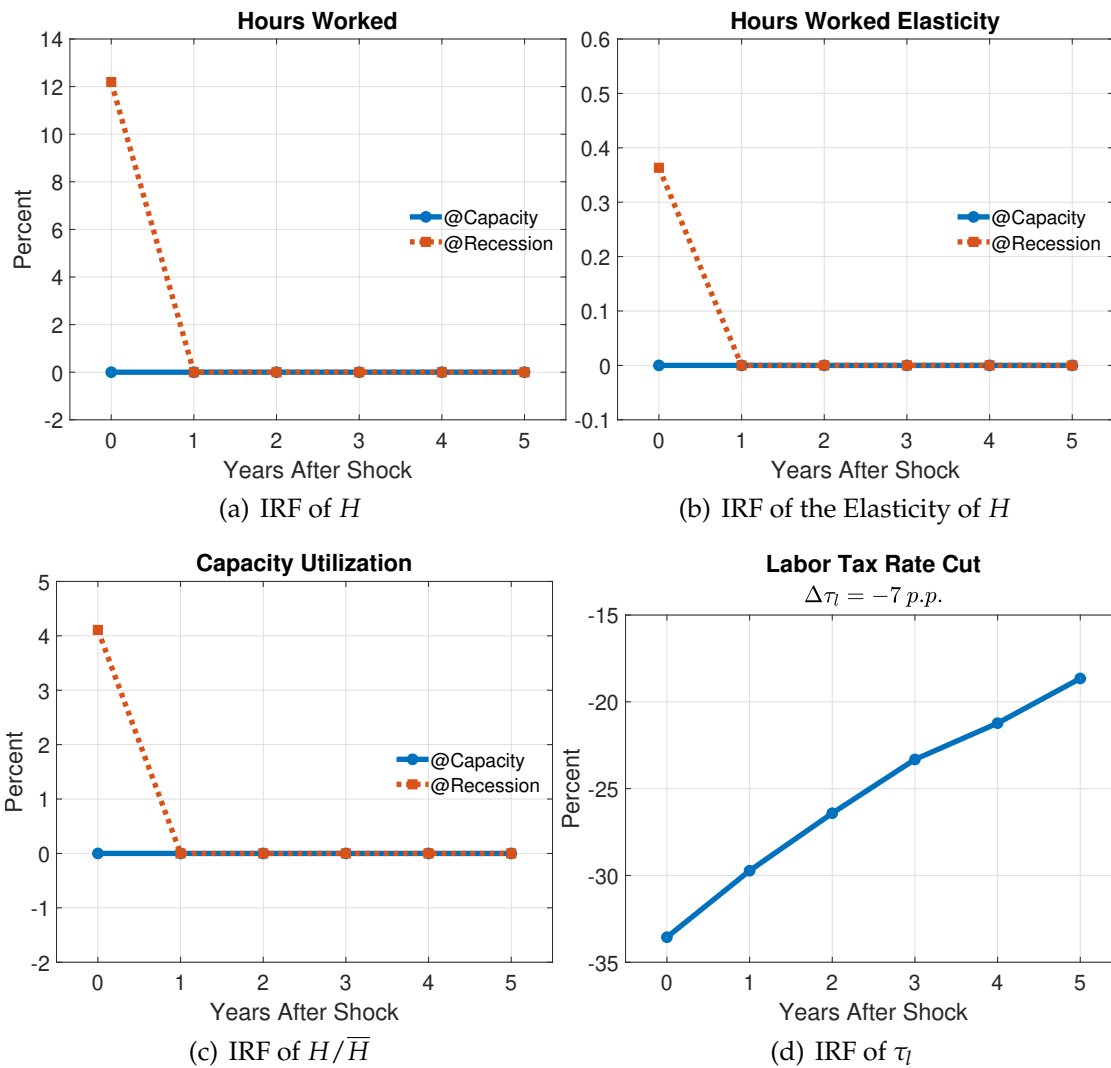 Hours Worked
14
12
10
8
6
4
2
0
-2
Percent
@Capacity
@Recession
0 1 2 3 4 5
Years After Shock
(a) IRF of H
Hours Worked Elasticity
0.6
0.5
0.4
0.3
0.2
0.1
0
-0.1
@Capacity
@Recession
0 1 2 3 4 5
Years After Shock
(b) IRF of the Elasticity of H
Capacity Utilization
5
4
3
2
1
0
-1
-2
Percent
@Capacity
@Recession
0 1 2 3 4 5
Years After Shock
(c) IRF of H/H̅
Labor Tax Rate Cut
Δτₗ = −7 p.p.
-15
-20
-25
-30
-35
Percent
0 1 2 3 4 5
Years After Shock
(d) IRF of τₗ